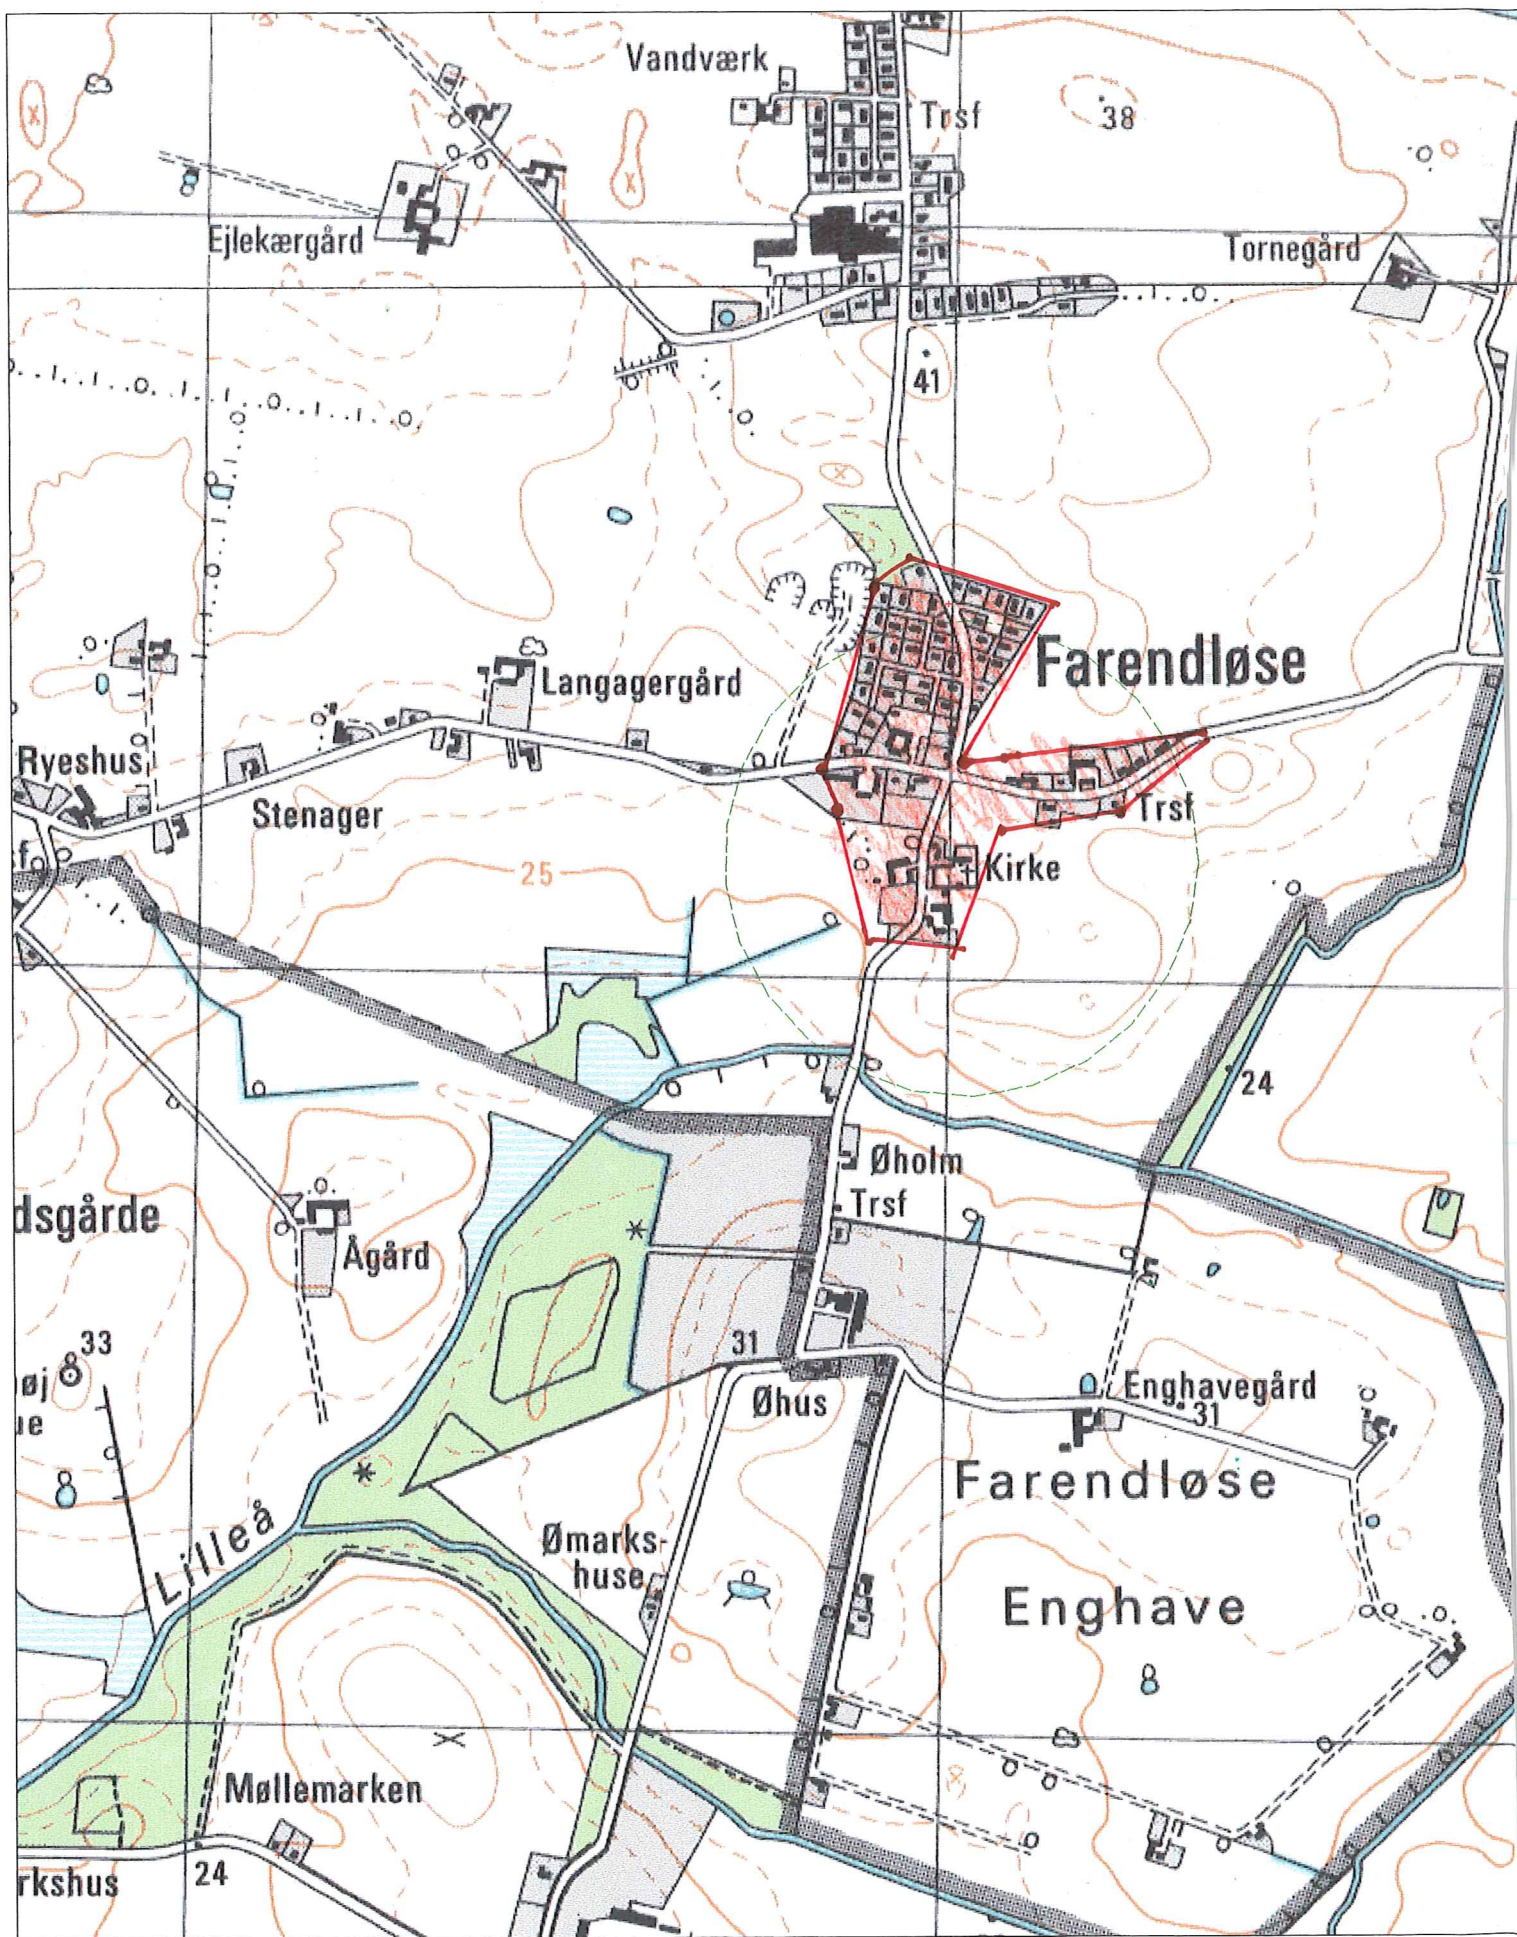 Vandværk
Trsf
38
Ejlekærgård
Tornegård
41
Farendløse
Langagergård
Ryeshus
Stenager
Trsf
Kirke
25
24
Øholm
Trsf
dsgårde
Ågård
33
31
øj
Enghavegård
31
Øhus
Farendløse
Lilleå
Ømarks-
huse
Enghave
Møllemarken
rkshus
24